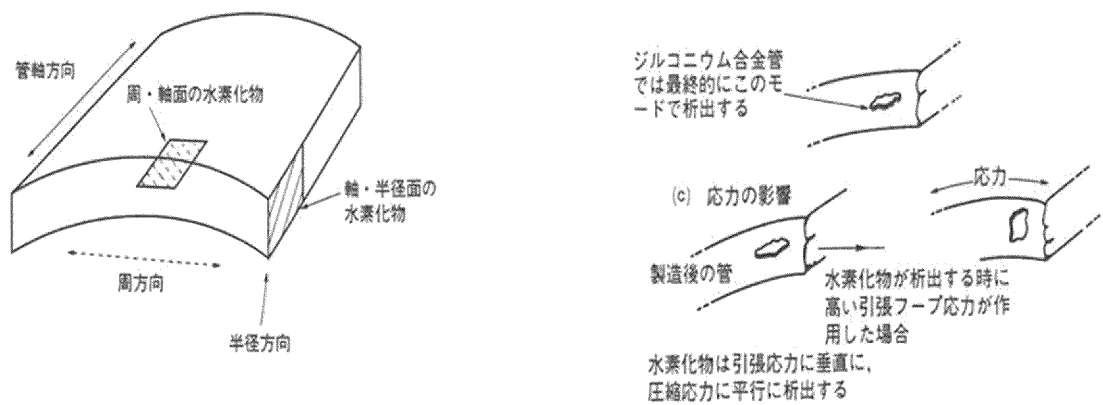 管軸方向
周・軸面の水素化物
軸・半径面の
水素化物
周方向
半径方向
ジルコニウム合金管
では最終的にこのモ
ードで析出する
(c) 応力の影響
応力
製造後の管
水素化物が析出する時に
高い引張フープ応力が作
用した場合
水素化物は引張応力に垂直に、
圧縮応力に平行に析出する